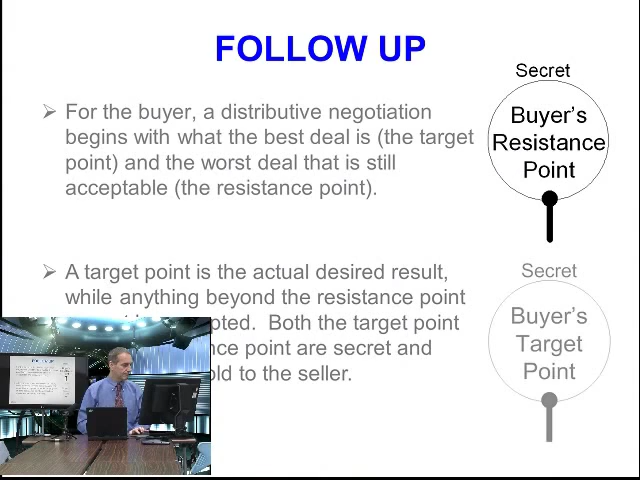 FOLLOW UP
Secret
Buyer's
Resistance
Point
➢ For the buyer, a distributive negotiation
begins with what the best deal is (the target
point) and the worst deal that is still
acceptable (the resistance point).
➢ A target point is the actual desired result,
while anything beyond the resistance point
pted. Both the target point
nce point are secret and
old to the seller.
Secret
Buyer's
Target
Point